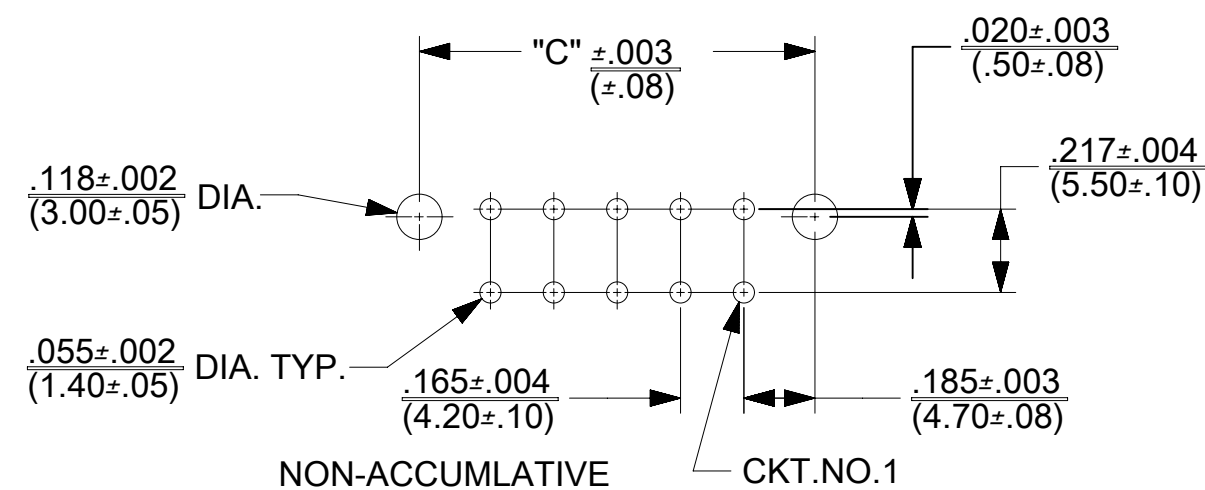 "C" ±.003
(±.08)
.020±.003
(.50±.08)
.217±.004
(5.50±.10)
.118±.002
(3.00±.05) DIA.
.055±.002
(1.40±.05) DIA. TYP.
.165±.004
(4.20±.10)
.185±.003
(4.70±.08)
NON-ACCUMLATIVE
CKT.NO.1